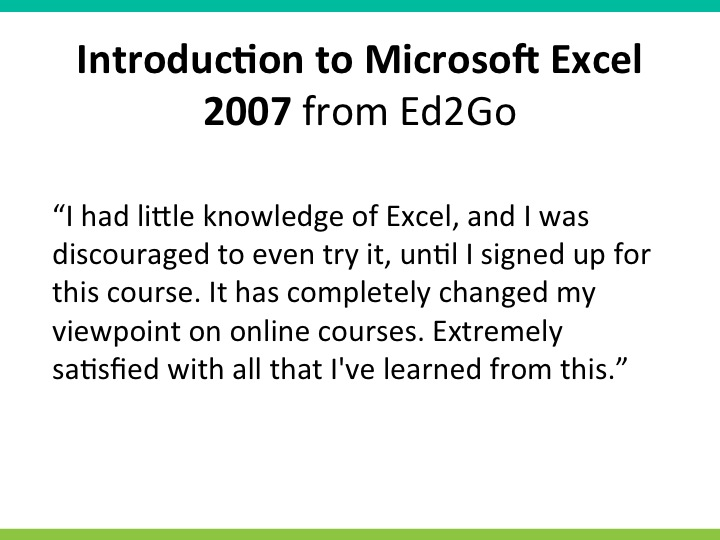 Introduction to Microsoft Excel
2007 from Ed2Go
“I had little knowledge of Excel, and I was
discouraged to even try it, until I signed up for
this course. It has completely changed my
viewpoint on online courses. Extremely
satisfied with all that I've learned from this.”